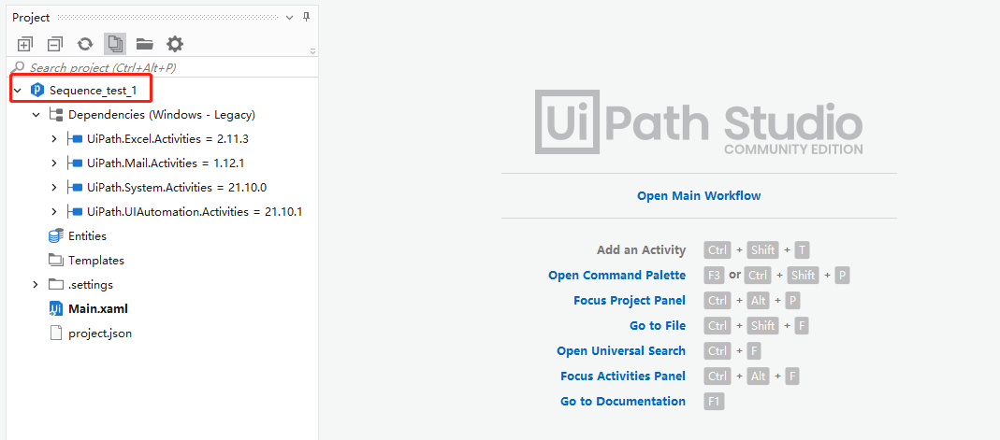 Project
Search project (Ctrl+Alt+P)
Sequence_test_1
Dependencies (Windows - Legacy)
UiPath.Excel.Activities = 2.11.3
UiPath.Mail.Activities = 1.12.1
UiPath.System.Activities = 21.10.0
UiPath.UIAutomation.Activities = 21.10.1
Entities
Templates
.settings
Main.xaml
project.json
UiPath Studio
COMMUNITY EDITION
Open Main Workflow
Add an Activity Ctrl + Shift + T
Open Command Palette F3 or Ctrl + Shift + P
Focus Project Panel Ctrl + Alt + P
Go to File Ctrl + Shift + F
Open Universal Search Ctrl + F
Focus Activities Panel Ctrl + Alt + F
Go to Documentation F1